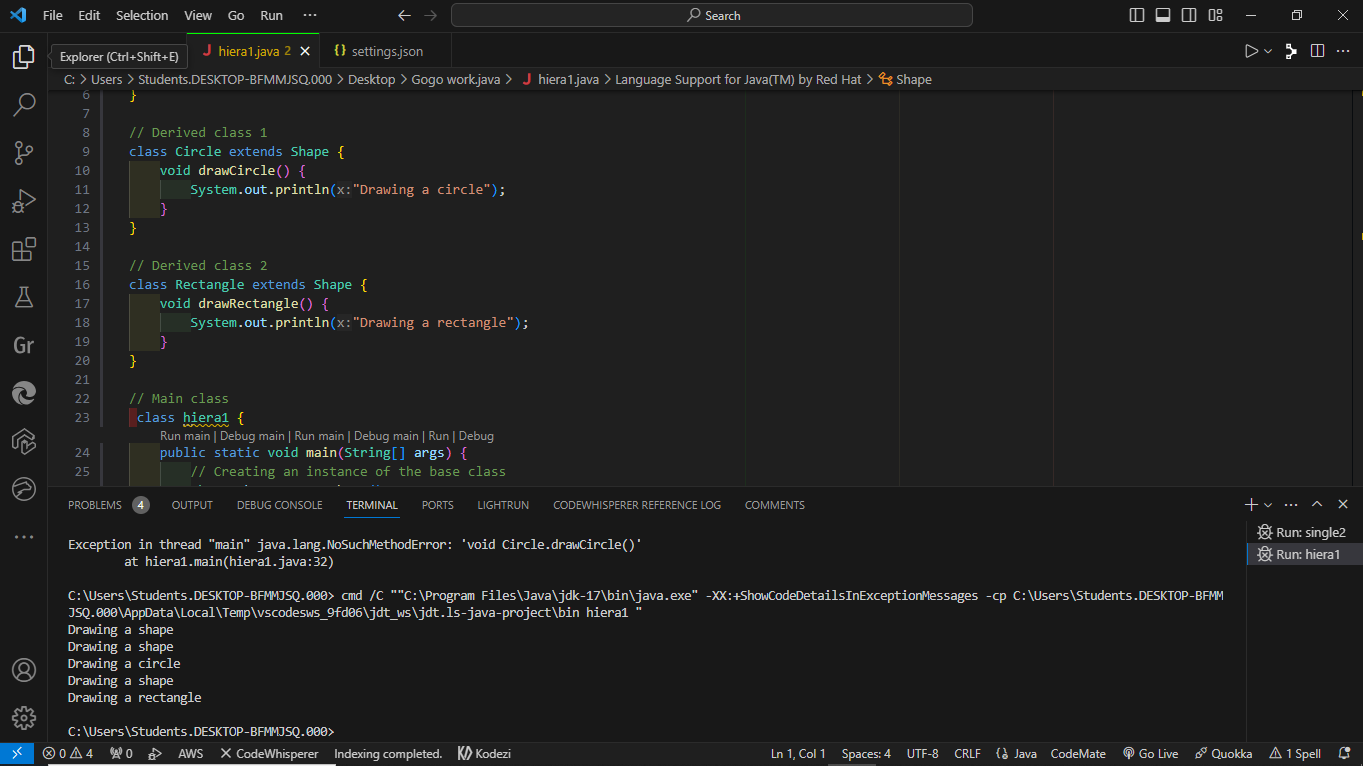 File Edit Selection View Go Run ··· Search
Explorer (Ctrl+Shift+E)
J hiera1.java 2
{} settings.json
C: > Users > Students.DESKTOP-BFMMJSQ.000 > Desktop > Gogo work.java > J hiera1.java > Language Support for Java(TM) by Red Hat > Shape
6 }
7
8 // Derived class 1
9 class Circle extends Shape {
10 void drawCircle() {
11 System.out.println(x:"Drawing a circle");
12 }
13 }
14
15 // Derived class 2
16 class Rectangle extends Shape {
17 void drawRectangle() {
18 System.out.println(x:"Drawing a rectangle");
19 }
20 }
21
22 // Main class
23 class hiera1 {
Run main | Debug main | Run main | Debug main | Run | Debug
24 public static void main(String[] args) {
25 // Creating an instance of the base class
Gr
PROBLEMS 4 OUTPUT DEBUG CONSOLE TERMINAL PORTS LIGHTRUN CODEWHISPERER REFERENCE LOG COMMENTS
Exception in thread "main" java.lang.NoSuchMethodError: 'void Circle.drawCircle()'
at hiera1.main(hiera1.java:32)
C:\Users\Students.DESKTOP-BFMMJSQ.000> cmd /C ""C:\Program Files\Java\jdk-17\bin\java.exe" -XX:+ShowCodeDetailsInExceptionMessages -cp C:\Users\Students.DESKTOP-BFMM
JSQ.000\AppData\Local\Temp\vscodesws_9fd06\jdt_ws\jdt.ls-java-project\bin hiera1 "
Drawing a shape
Drawing a shape
Drawing a circle
Drawing a shape
Drawing a rectangle
C:\Users\Students.DESKTOP-BFMMJSQ.000>
Run: single2
Run: hiera1
0 4 0 AWS CodeWhisperer Indexing completed. Kodezi Ln 1, Col 1 Spaces: 4 UTF-8 CRLF {} Java CodeMate Go Live Quokka 1 Spell